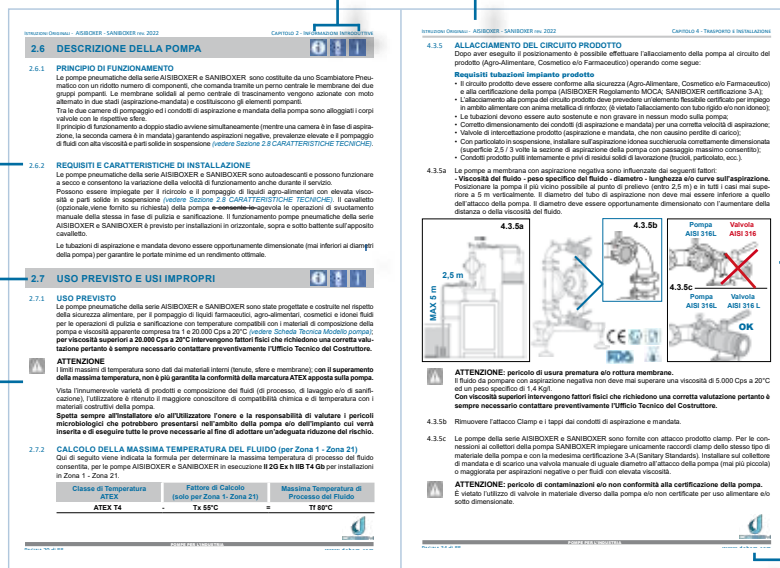 ISTRUZIONI ORIGINALI - AISIBOXER - SANIBOXER REV. 2022
CAPITOLO 2 - INFORMAZIONI INTRODUTTIVE
2.6 DESCRIZIONE DELLA POMPA
2.6.1 PRINCIPIO DI FUNZIONAMENTO
Le pompe pneumatiche della serie AISIBOXER e SANIBOXER sono costituite da uno Scambiatore Pneu-
matico con un ridotto numero di componenti, che comanda tramite un perno centrale le membrane dei due
gruppi pompanti. Le membrane solidali al perno centrale di trascinamento vengono azionate con moto
alternato in due stadi (aspirazione-mandata) e costituiscono gli elementi pompanti.
Tra le due camere di pompaggio ed i condotti di aspirazione e mandata della pompa sono alloggiati i corpi
valvole con le rispettive sfere.
Il principio di funzionamento a doppio stadio avviene simultaneamente (mentre una camera è in fase di aspira-
zione, la seconda camera è in mandata) garantendo aspirazioni negative, prevalenze elevate e il pompaggio
di fluidi con alta viscosità e parti solide in sospensione (vedere Sezione 2.8 CARATTERISTICHE TECNICHE).
2.6.2 REQUISITI E CARATTERISTICHE DI INSTALLAZIONE
Le pompe pneumatiche della serie AISIBOXER e SANIBOXER sono autoadescanti e possono funzionare
a secco e consentono la variazione della velocità di funzionamento anche durante il servizio.
Possono essere impiegate per il ricircolo e il pompaggio di liquidi agro-alimentari con elevata visco-
sità e parti solide in sospensione (vedere Sezione 2.8 CARATTERISTICHE TECNICHE). Il cavalletto
(opzionale,viene fornito su richiesta) della pompa e consente le agevola le operazioni di svuotamento
manuale della stessa in fase di pulizia e sanificazione. Il funzionamento pompe pneumatiche della serie
AISIBOXER e SANIBOXER è previsto per installazioni in orizzontale, sopra e sotto battente sull'apposito
cavalletto.
Le tubazioni di aspirazione e mandata devono essere opportunamente dimensionate (mai inferiori ai diametri
della pompa) per garantire le portate minime ed un rendimento ottimale.
2.7 USO PREVISTO E USI IMPROPRI
2.7.1 USO PREVISTO
Le pompe pneumatiche della serie AISIBOXER e SANIBOXER sono state progettate e costruite nel rispetto
della sicurezza alimentare, per il pompaggio di liquidi farmaceutici, agro-alimentari, cosmetici e idonei fluidi
per le operazioni di pulizia e sanificazione con temperature compatibili con i materiali di composizione della
pompa e viscosità apparente compresa tra 1 e 20.000 Cps a 20°C (vedere Scheda Tecnica Modello pompa);
per viscosità superiori a 20.000 Cps a 20°C intervengono fattori fisici che richiedono una corretta valu-
tazione pertanto è sempre necessario contattare preventivamente l'Ufficio Tecnico del Costruttore.
ATTENZIONE
I limiti massimi di temperatura sono dati dai materiali interni (tenute, sfere e membrane); con il superamento
della massima temperatura, non è più garantita la conformità della marcatura ATEX apposta sulla pompa.
Vista l'innumerevole varietà di prodotti e composizione dei fluidi (di processo, di lavaggio e/o di sanifi-
cazione), l'utilizzatore è ritenuto il maggiore conoscitore di compatibilità chimica e di temperatura con i
materiali costruttivi della pompa.
Spetta sempre all'Installatore e/o all'Utilizzatore l'onere e la responsabilità di valutare i pericoli
microbiologici che potrebbero presentarsi nell'ambito della pompa e/o dell'impianto cui verrà
inserita e di eseguire tutte le prove necessarie al fine di adottare un'adeguata riduzione del rischio.
2.7.2 CALCOLO DELLA MASSIMA TEMPERATURA DEL FLUIDO (per Zona 1 - Zona 21)
Qui di seguito viene indicata la formula per determinare la massima temperatura di processo del fluido
consentita, per le pompe AISIBOXER e SANIBOXER in esecuzione II 2G Ex h IIB T4 Gb per installazioni
in Zona 1 - Zona 21.
Classe di Temperatura ATEX
Fattore di Calcolo (solo per Zona 1- Zona 21)
Massima Temperatura di Processo del Fluido
ATEX T4 - Tx 55°C = Tf 80°C
POMPE PER L'INDUSTRIA
ISTRUZIONI ORIGINALI - AISIBOXER - SANIBOXER REV. 2022
CAPITOLO 4 - TRASPORTO E INSTALLAZIONE
4.3.5 ALLACCIAMENTO DEL CIRCUITO PRODOTTO
Dopo aver eseguito il posizionamento è possibile effettuare l'allacciamento della pompa al circuito del
prodotto (Agro-Alimentare, Cosmetico e/o Farmaceutico) operando come segue:
Requisiti tubazioni impianto prodotto
• Il circuito prodotto deve essere conforme alla sicurezza (Agro-Alimentare, Cosmetico e/o Farmaceutico)
e alla certificazione della pompa (AISIBOXER Regolamento MOCA; SANIBOXER certificazione 3-A);
• L'allacciamento alla pompa del circuito prodotto deve prevedere un'elemento flessibile certificato per impiego
in ambito alimentare con anima metallica di rinforzo; (è vietato l'allacciamento con tubo rigido e/o non idoneo);
• Le tubazioni devono essere auto sostenute e non gravare in nessun modo sulla pompa;
• Corretto dimensionamento dei condotti (di aspirazione e mandata) per una corretta velocità di aspirazione;
• Valvole di intercettazione prodotto (aspirazione e mandata, che non causino perdite di carico);
• Con particolato in sospensione, installare sull'aspirazione idonea succhieruola correttamente dimensionata
(superficie 2,5 / 3 volte la sezione di aspirazione della pompa con passaggio massimo consentito);
• Condotti prodotto puliti internamente e privi di residui solidi di lavorazione (trucioli, particolato, ecc.).
4.3.5a Le pompe a membrana con aspirazione negativa sono influenzate dai seguenti fattori:
- Viscosità del fluido - peso specifico del fluido - diametro - lunghezza e/o curve sull'aspirazione.
Posizionare la pompa il più vicino possibile al punto di prelievo (entro 2,5 m) e in tutti i casi mai supe-
riore a 5 m verticalmente. Il diametro del tubo di aspirazione non deve mai essere inferiore a quello
dell'attacco della pompa. Il diametro deve essere opportunamente dimensionato con l'aumentare della
distanza o della viscosità del fluido.
4.3.5a
2,5 m
MAX 5 m
4.3.5b
Pompa AISI 316L
Valvola AISI 316
4.3.5c
Pompa AISI 316L
Valvola AISI 316 L
OK
CE
FDA
ATTENZIONE: pericolo di usura prematura e/o rottura membrane.
Il fluido da pompare con aspirazione negativa non deve mai superare una viscosità di 5.000 Cps a 20°C
ed un peso specifico di 1,4 Kg/l.
Con viscosità superiori intervengono fattori fisici che richiedono una corretta valutazione pertanto è
sempre necessario contattare preventivamente l'Ufficio Tecnico del Costruttore.
4.3.5b Rimuovere l'attacco Clamp e i tappi dai condotti di aspirazione e mandata.
4.3.5c Le pompe della serie AISIBOXER e SANIBOXER sono fornite con attacco prodotto clamp. Per le con-
nessioni ai collettori della pompa SANIBOXER impiegare unicamente raccordi clamp dello stesso tipo di
materiale della pompa e con la medesima certificazione 3-A (Sanitary Standards). Installare sul collettore
di mandata e di scarico una valvola manuale di uguale diametro all'attacco della pompa (mai più piccolo)
o maggiorata per aspirazioni negative o per fluidi con elevata viscosità.
ATTENZIONE: pericolo di contaminazioni e/o non conformità alla certificazione della pompa.
È vietato l'utilizzo di valvole in materiale diverso dalla pompa e/o non certificate per uso alimentare e/o
sotto dimensionate.
POMPE PER L'INDUSTRIA